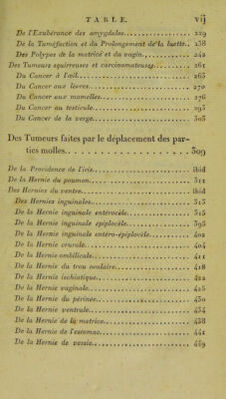 TABLE. vij
De l'Exubérance des amygdales 229
De la Tuméfaction et du Prolongement de la luette. 238
Des Polypes de la matrice et du vagin 242
Des Tumeurs squirreuses et carcinomateuses 261
Du Cancer à l'œil 265
Du Cancer aux levres 270
Du Cancer aux mamelles 276
Du Cancer au testicule 295
Du Cancer de la verge 305
Des Tumeurs faites par le déplacement des par-
ties molles 309
De la Procidence de l'iris ibid
De la Hernie du poumon 311
Des Hernies du ventre ibid
Des Hernies inguinales 313
De la Hernie inguinale entérocèle 315
De la Hernie inguinale épiplocèle 393
De la Hernie inguinale entéro-épiplocèle 402
De la Hernie crurale 404
De la Hernie ombilicale 411
De la Hernie du trou ovalaire 418
De la Hernie ischiatique 422
De la Hernie vaginale 425
De la Hernie du périnée 430
De la Hernie ventrale 434
De la Hernie de la matrice 438
De la Hernie de l'estomac 441
De la Hernie de vessie 449